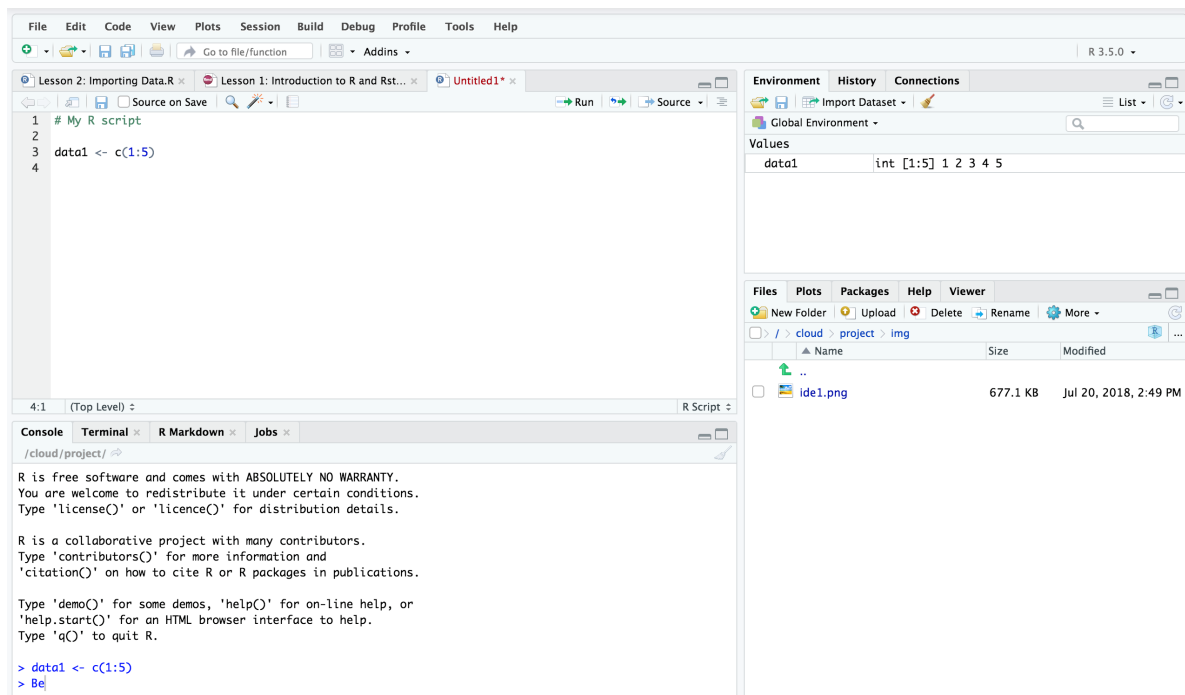 File Edit Code View Plots Session Build Debug Profile Tools Help
Go to file/function Addins R 3.5.0
Lesson 2: Importing Data.R Lesson 1: Introduction to R and Rst... Untitled1*
Source on Save Run Source
1 # My R script
2
3 data1 <- c(1:5)
4
4:1 (Top Level) R Script
Console Terminal R Markdown Jobs
/cloud/project/
R is free software and comes with ABSOLUTELY NO WARRANTY.
You are welcome to redistribute it under certain conditions.
Type 'license()' or 'licence()' for distribution details.
R is a collaborative project with many contributors.
Type 'contributors()' for more information and
'citation()' on how to cite R or R packages in publications.
Type 'demo()' for some demos, 'help()' for on-line help, or
'help.start()' for an HTML browser interface to help.
Type 'q()' to quit R.
> data1 <- c(1:5)
> Be
Environment History Connections
Import Dataset List
Global Environment
Values
data1 int [1:5] 1 2 3 4 5
Files Plots Packages Help Viewer
New Folder Upload Delete Rename More
/ > cloud > project > img R ...
Name Size Modified
..
ide1.png 677.1 KB Jul 20, 2018, 2:49 PM